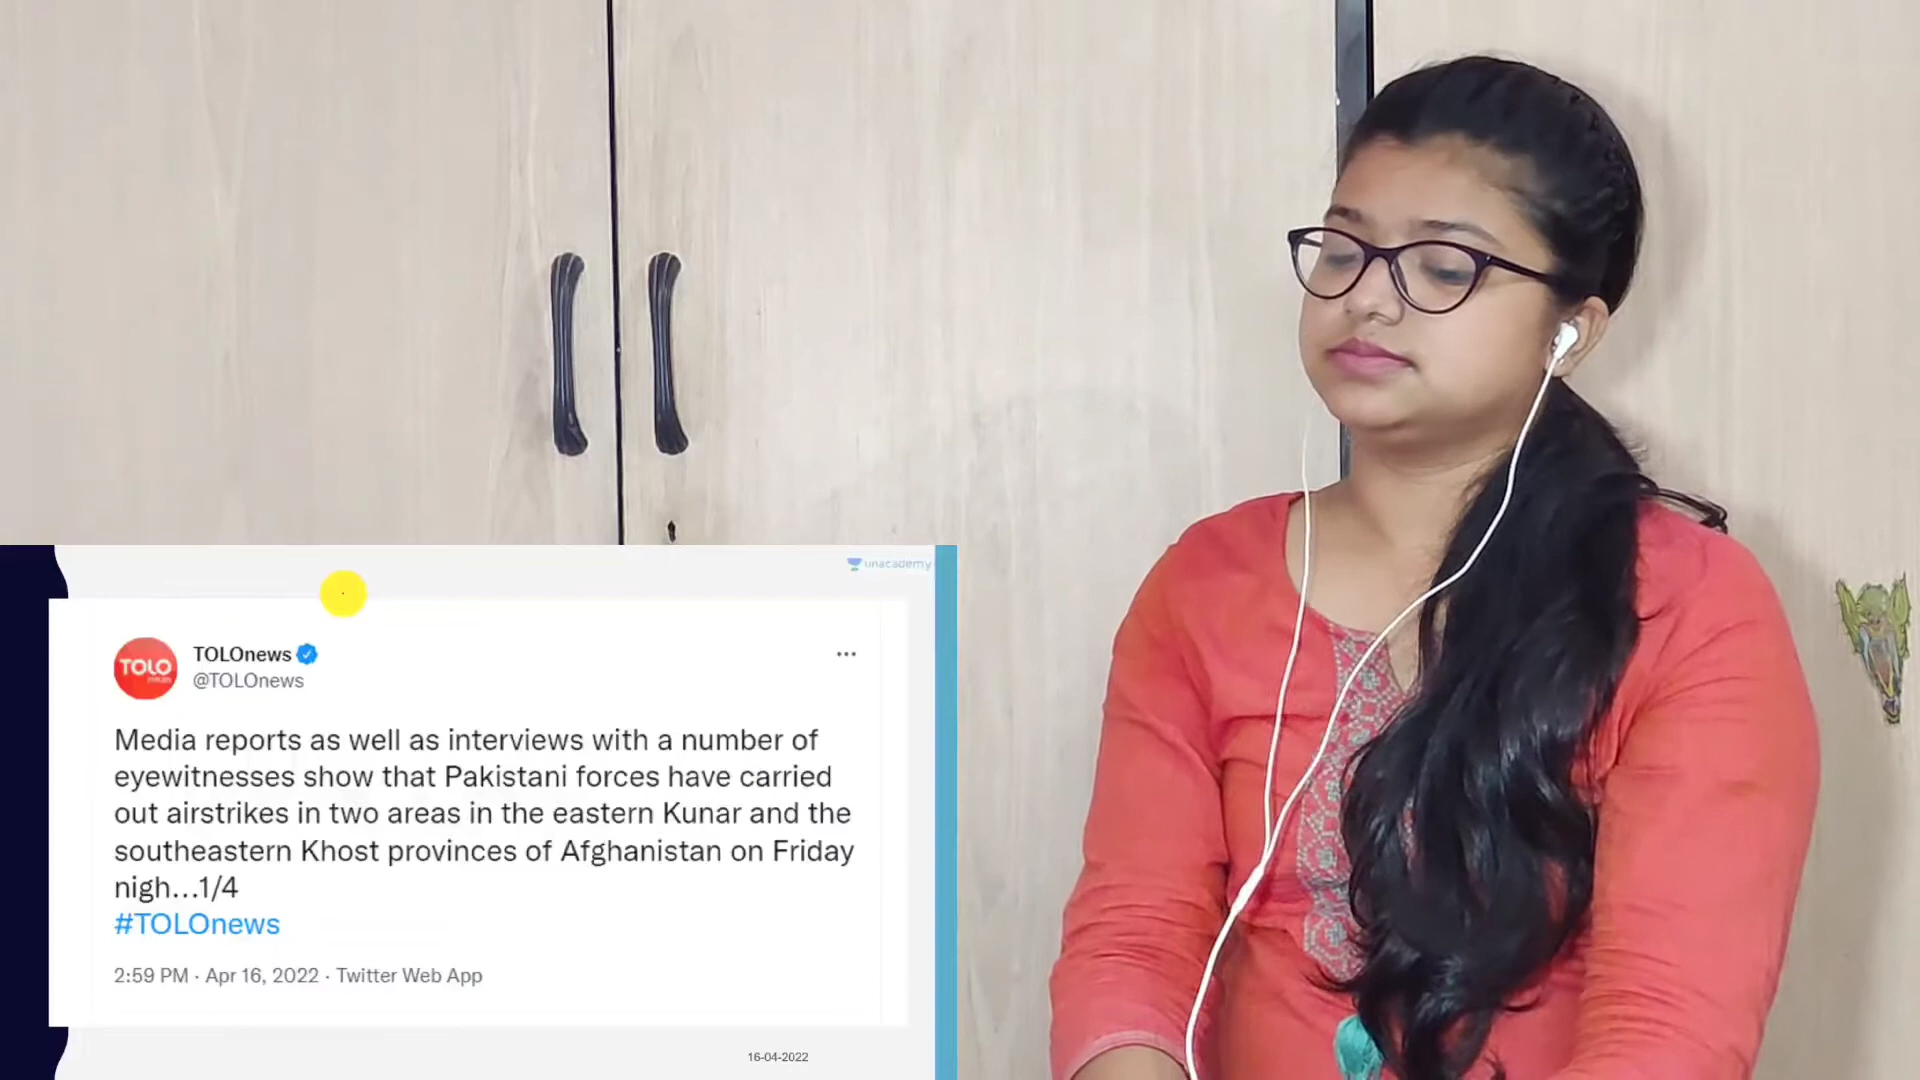 unacademy
TOLO
TOLOnews
@TOLOnews
Media reports as well as interviews with a number of
eyewitnesses show that Pakistani forces have carried
out airstrikes in two areas in the eastern Kunar and the
southeastern Khost provinces of Afghanistan on Friday
nigh...1/4
#TOLOnews
2:59 PM · Apr 16, 2022 · Twitter Web App
16-04-2022